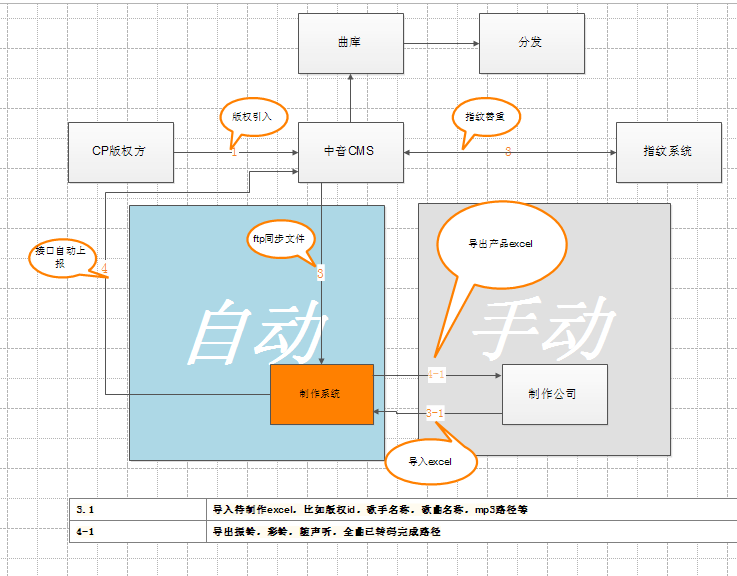 曲库
分发
版权引入
指纹查重
CP版权方
1
中音CMS
3
指纹系统
接口自动上
报
4
ftp同步文件
3
导出产品excel
自动
手动
4-1
制作系统
制作公司
3-1
导入excel
3.1 导入待制作excel，比如版权id，歌手名称，歌曲名称，mp3路径等
4-1 导出振铃，彩铃，随声听，全曲已转码完成路径